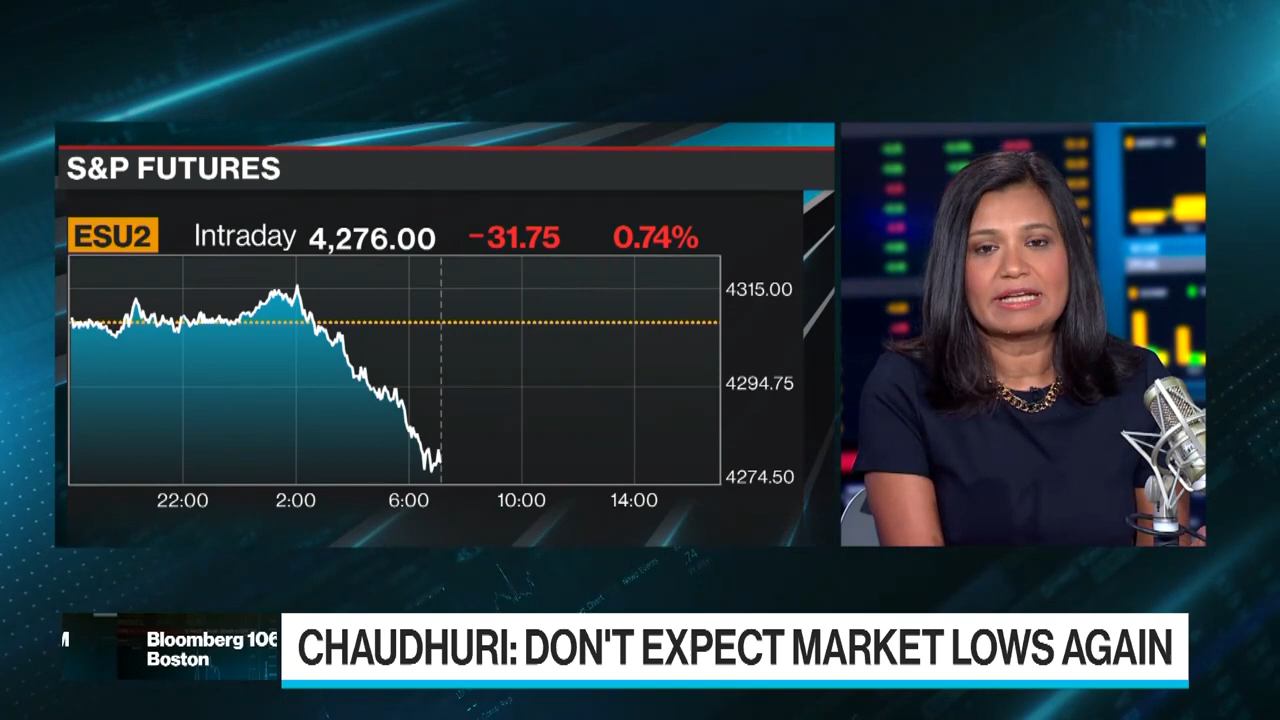 S&P FUTURES
ESU2 Intraday 4,276.00 −31.75 0.74%
4315.00
4294.75
4274.50
22:00 2:00 6:00 10:00 14:00
M
Bloomberg 106
Boston
CHAUDHURI: DON'T EXPECT MARKET LOWS AGAIN